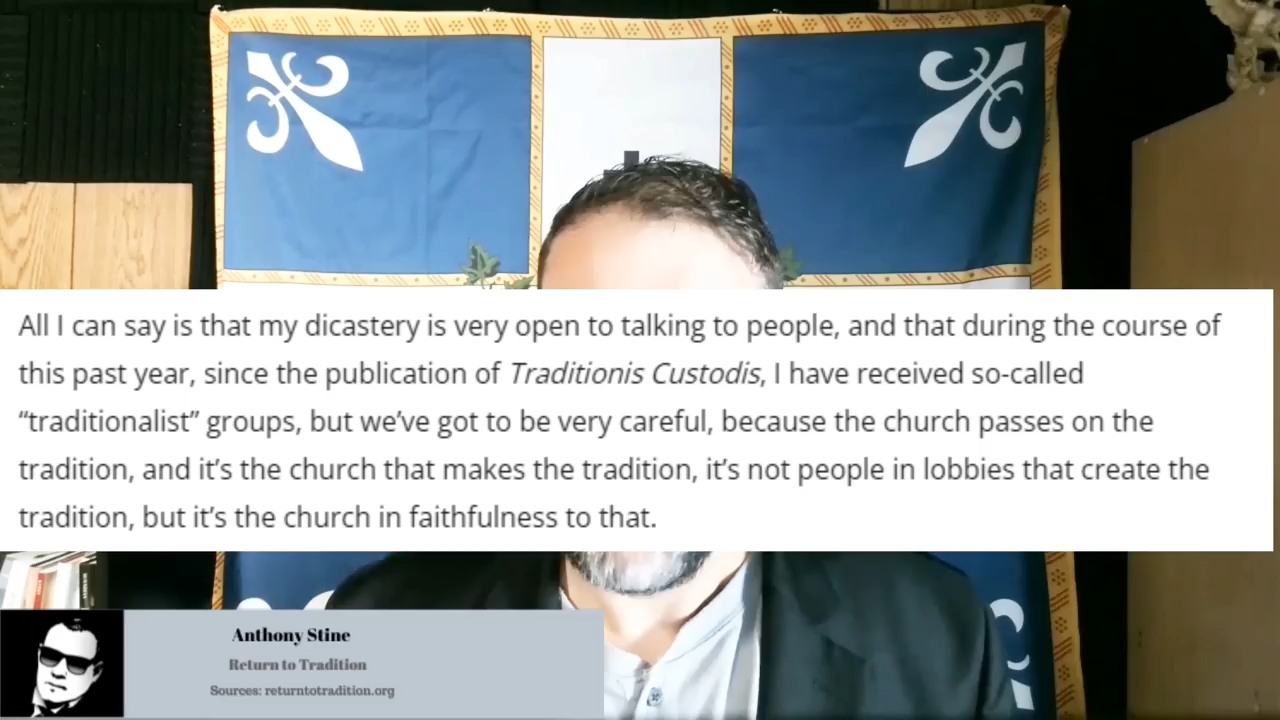 All I can say is that my dicastery is very open to talking to people, and that during the course of
this past year, since the publication of Traditionis Custodis, I have received so-called
“traditionalist” groups, but we’ve got to be very careful, because the church passes on the
tradition, and it’s the church that makes the tradition, it’s not people in lobbies that create the
tradition, but it’s the church in faithfulness to that.
Anthony Stine
Return to Tradition
Sources: returntotradition.org